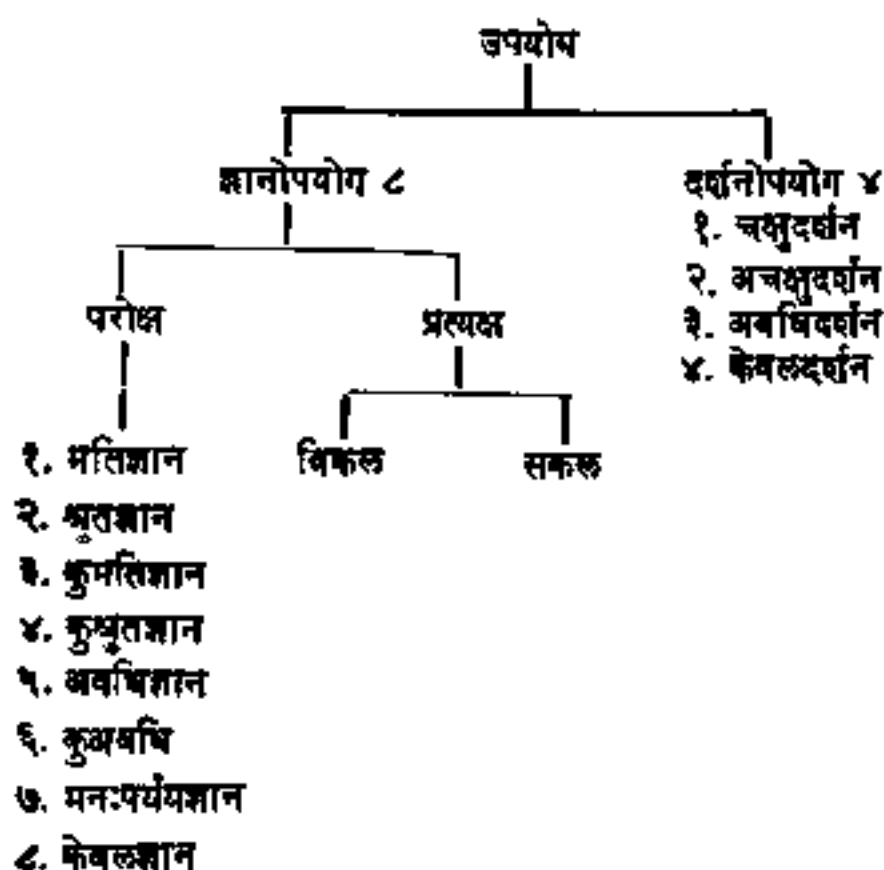 उपयोग
ज्ञानोपयोग ८
दर्शनोपयोग ४
१. चक्षुदर्शन
२. अचक्षुदर्शन
३. अवधिदर्शन
४. केवलदर्शन
परोक्ष
प्रत्यक्ष
विकल
सकल
१. मतिज्ञान
२. श्रुतज्ञान
३. कुमतिज्ञान
४. कुश्रुतज्ञान
५. अवधिज्ञान
६. कुअवधि
७. मनःपर्ययज्ञान
८. केवलज्ञान